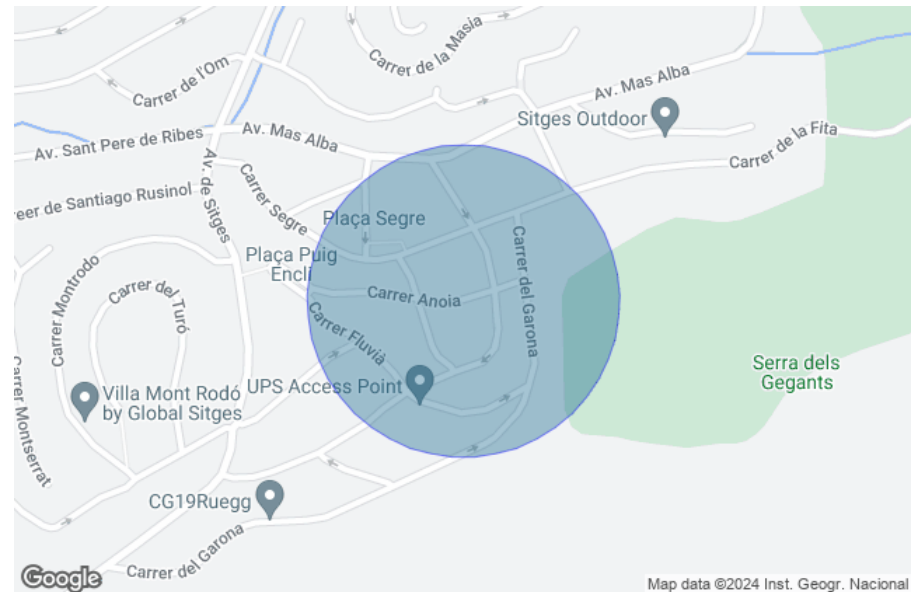 Carrer de la Masia
Carrer de l'Om
Av. Mas Alba
Sitges Outdoor
Av. Sant Pere de Ribes
Av. Mas Alba
Carrer de la Fita
Av. de Sitges
Carrer Segre
reer de Santiago Rusinol
Plaça Segre
Plaça Puig
Encli
Carrer del Garona
Carrer Montrodo
Carrer del Turó
Carrer Anoia
Carrer Fluvià
Carrer Montserrat
Villa Mont Rodó
by Global Sitges
UPS Access Point
Serra dels
Gegants
CG19Ruegg
Carrer del Garona
Google
Map data ©2024 Inst. Geogr. Nacional